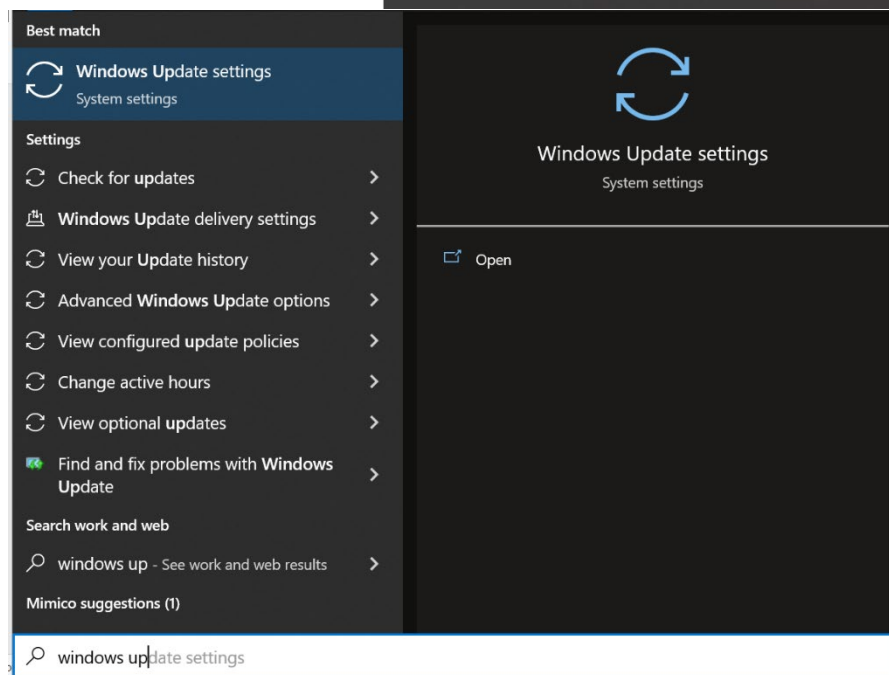 Best match
Windows Update settings
System settings
Settings
Check for updates
Windows Update delivery settings
View your Update history
Advanced Windows Update options
View configured update policies
Change active hours
View optional updates
Find and fix problems with Windows
Update
Search work and web
windows up - See work and web results
Mimico suggestions (1)
windows update settings
Windows Update settings
System settings
Open